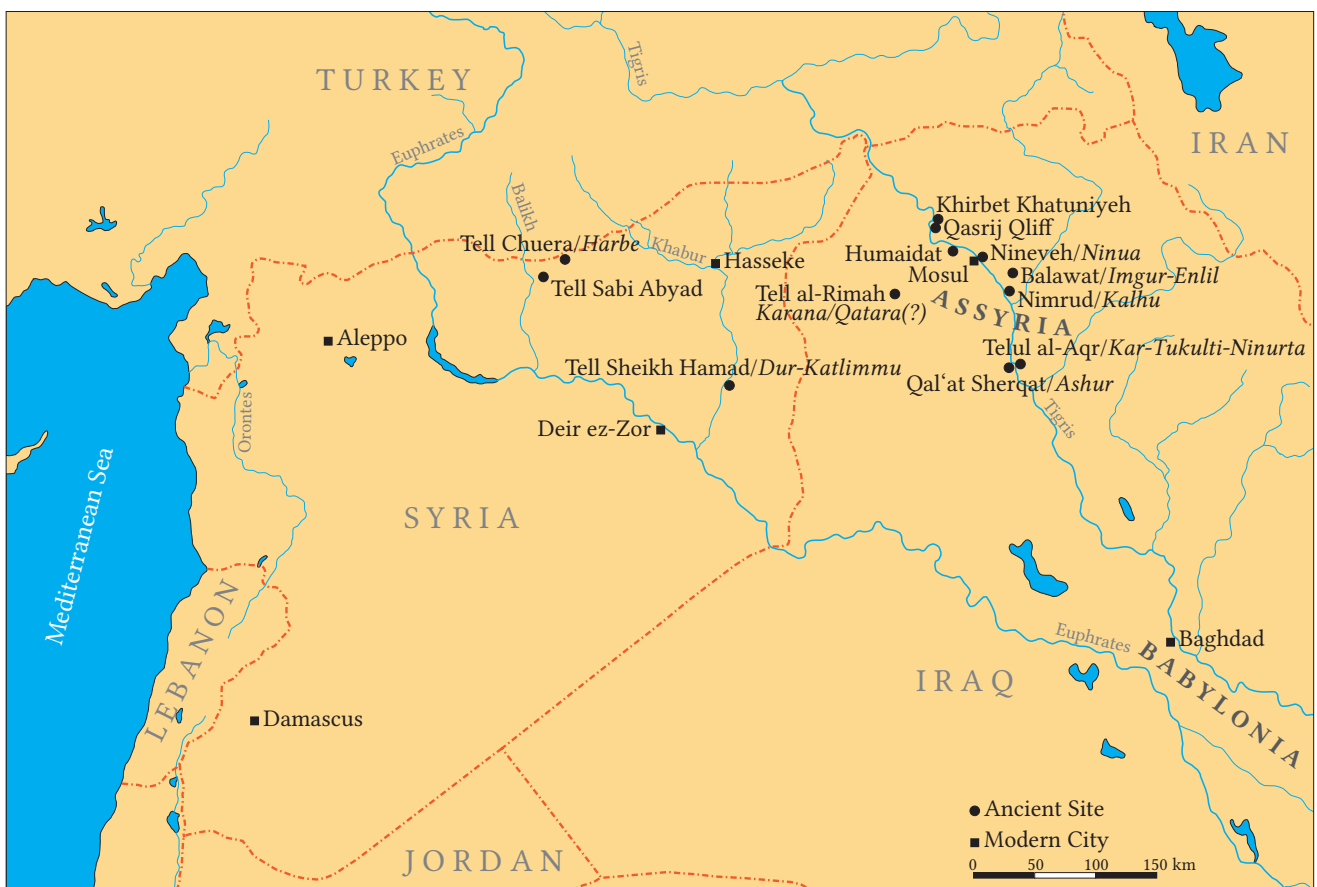 TURKEY
Tigris
Euphrates
IRAN
Balikh
Khirbet Khatuniyeh
Qasrij Qliff
Tell Chuera/Harbe
Khabur
Hasseke
Humaidat
Nineveh/Ninua
Mosul
Balawat/Imgur-Enlil
Tell Sabi Abyad
Tell al-Rimah
Karana/Qatara(?)
Nimrud/Kalhu
ASSYRIA
Aleppo
Telul al-Aqr/Kar-Tukulti-Ninurta
Tell Sheikh Hamad/Dur-Katlimmu
Qal‘at Sherqat/Ashur
Orontes
Tigris
Deir ez-Zor
SYRIA
Mediterranean Sea
LEBANON
Euphrates
Baghdad
BABYLONIA
IRAQ
Damascus
JORDAN
Ancient Site
Modern City
0 50 100 150 km